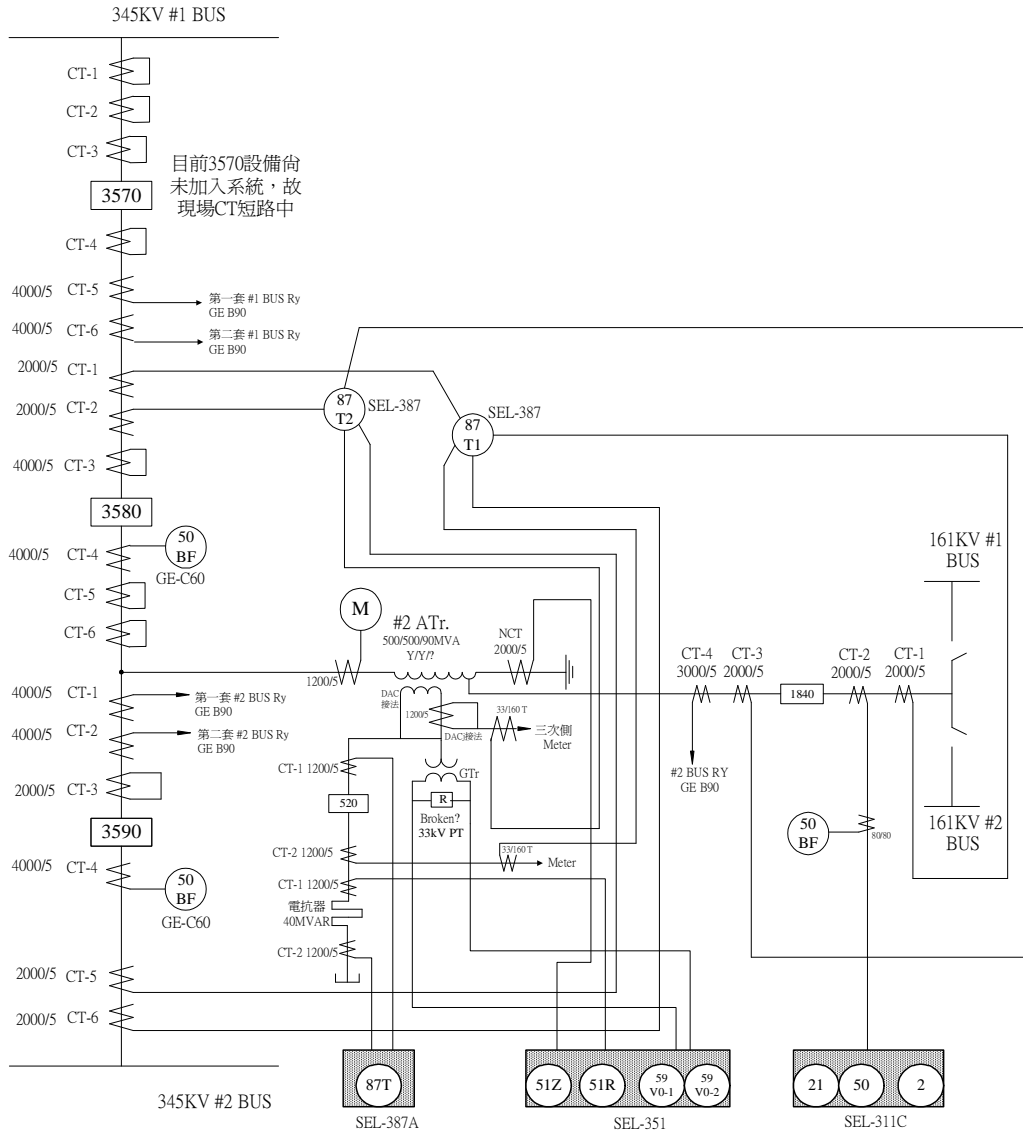 345KV #1 BUS
CT-1
CT-2
CT-3
3570
目前3570設備尚
未加入系統，故
現場CT短路中
CT-4
4000/5 CT-5
第一套 #1 BUS Ry
GE B90
4000/5 CT-6
第二套 #1 BUS Ry
GE B90
2000/5 CT-1
2000/5 CT-2
4000/5 CT-3
87
T2
SEL-387
87
T1
SEL-387
3580
4000/5 CT-4
50
BF
GE-C60
CT-5
CT-6
M
1200/5
#2 ATr.
500/500/90MVA
Y/Y/?
NCT
2000/5
DAC
接法
1200/5
DAC接法
33/160 T
三次側
Meter
4000/5 CT-1
第一套 #2 BUS Ry
GE B90
4000/5 CT-2
第二套 #2 BUS Ry
GE B90
2000/5 CT-3
3590
4000/5 CT-4
50
BF
GE-C60
2000/5 CT-5
2000/5 CT-6
345KV #2 BUS
CT-1 1200/5
520
GTr
R
Broken?
33kV PT
CT-2 1200/5
33/160 T
Meter
CT-1 1200/5
電抗器
40MVAR
CT-2 1200/5
161KV #1
BUS
CT-4
3000/5
CT-3
2000/5
1840
CT-2
2000/5
CT-1
2000/5
#2 BUS RY
GE B90
50
BF
80/80
161KV #2
BUS
87T
SEL-387A
51Z
51R
59
V0-1
59
V0-2
SEL-351
21
50
2
SEL-311C